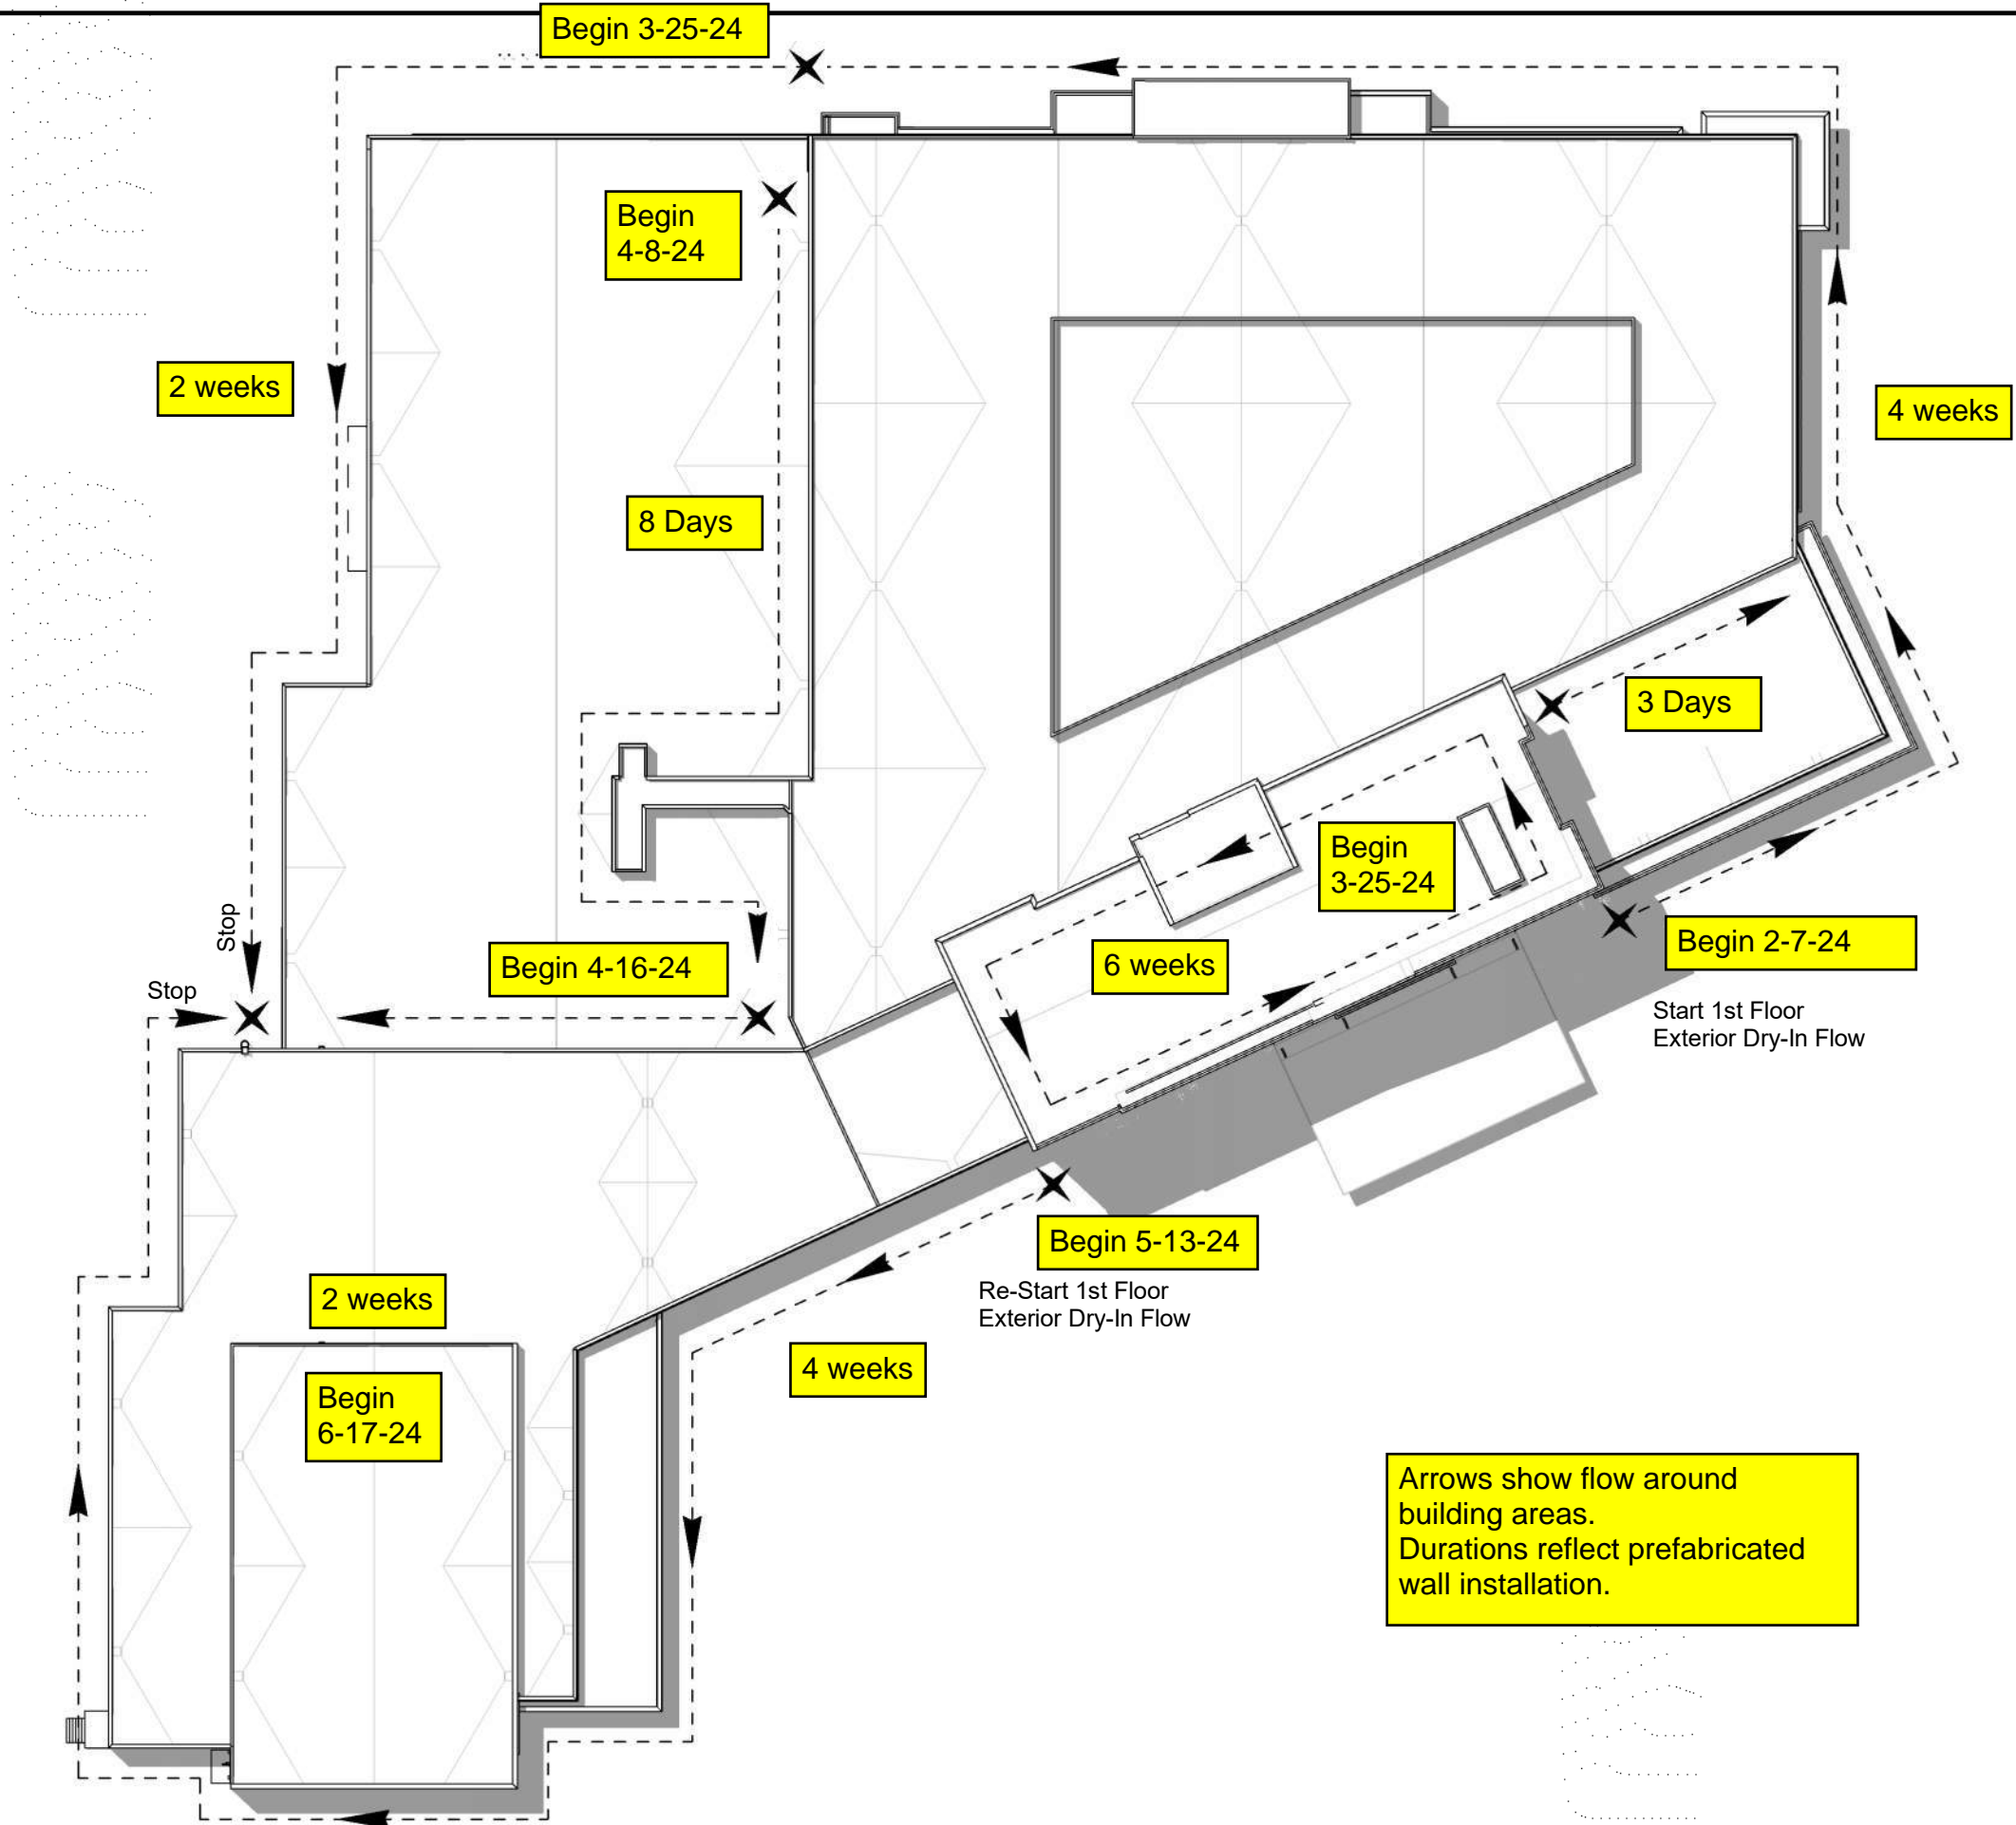 Begin 3-25-24
Begin
4-8-24
2 weeks
4 weeks
8 Days
3 Days
Begin
3-25-24
Stop
Begin 2-7-24
Begin 4-16-24
6 weeks
Stop
Start 1st Floor
Exterior Dry-In Flow
Begin 5-13-24
Re-Start 1st Floor
Exterior Dry-In Flow
2 weeks
4 weeks
Begin
6-17-24
Arrows show flow around
building areas.
Durations reflect prefabricated
wall installation.